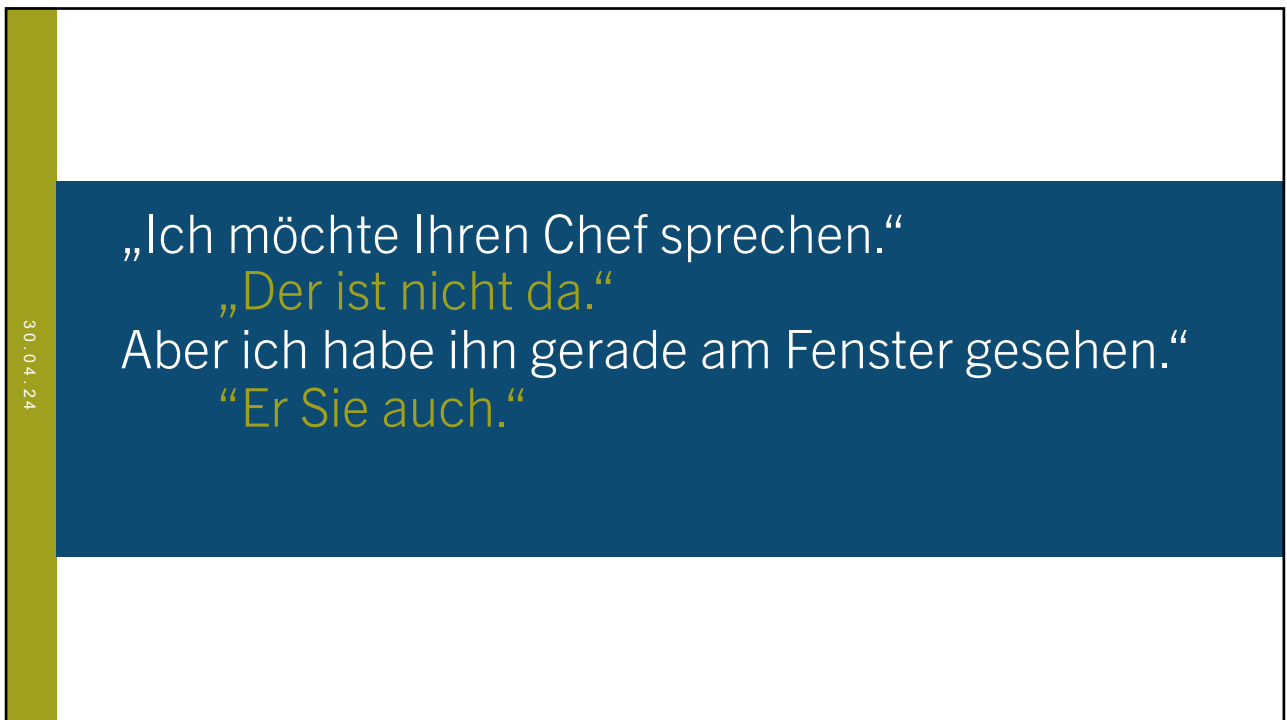 „Ich möchte Ihren Chef sprechen.“
„Der ist nicht da.“
Aber ich habe ihn gerade am Fenster gesehen.“
“Er Sie auch.“
30.04.24